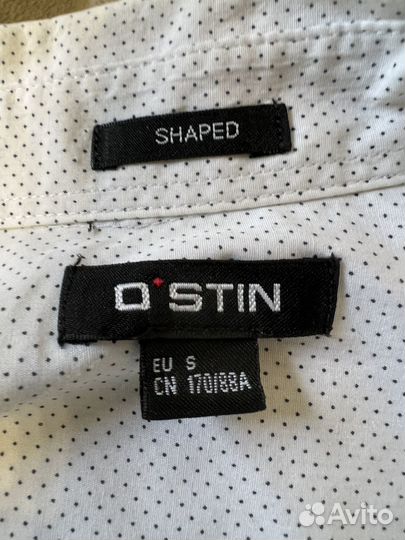 SHAPED
O'STIN
EU S
CN 170/88A
Avito